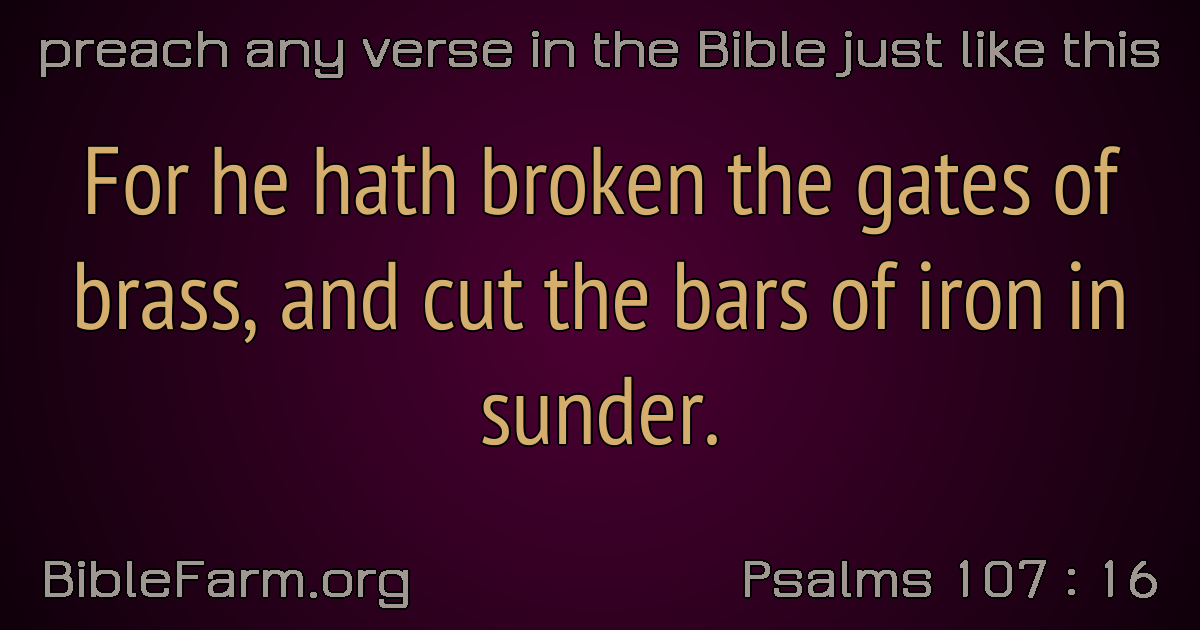 preach any verse in the Bible just like this
For he hath broken the gates of
brass, and cut the bars of iron in
sunder.
BibleFarm.org
Psalms 107 : 16